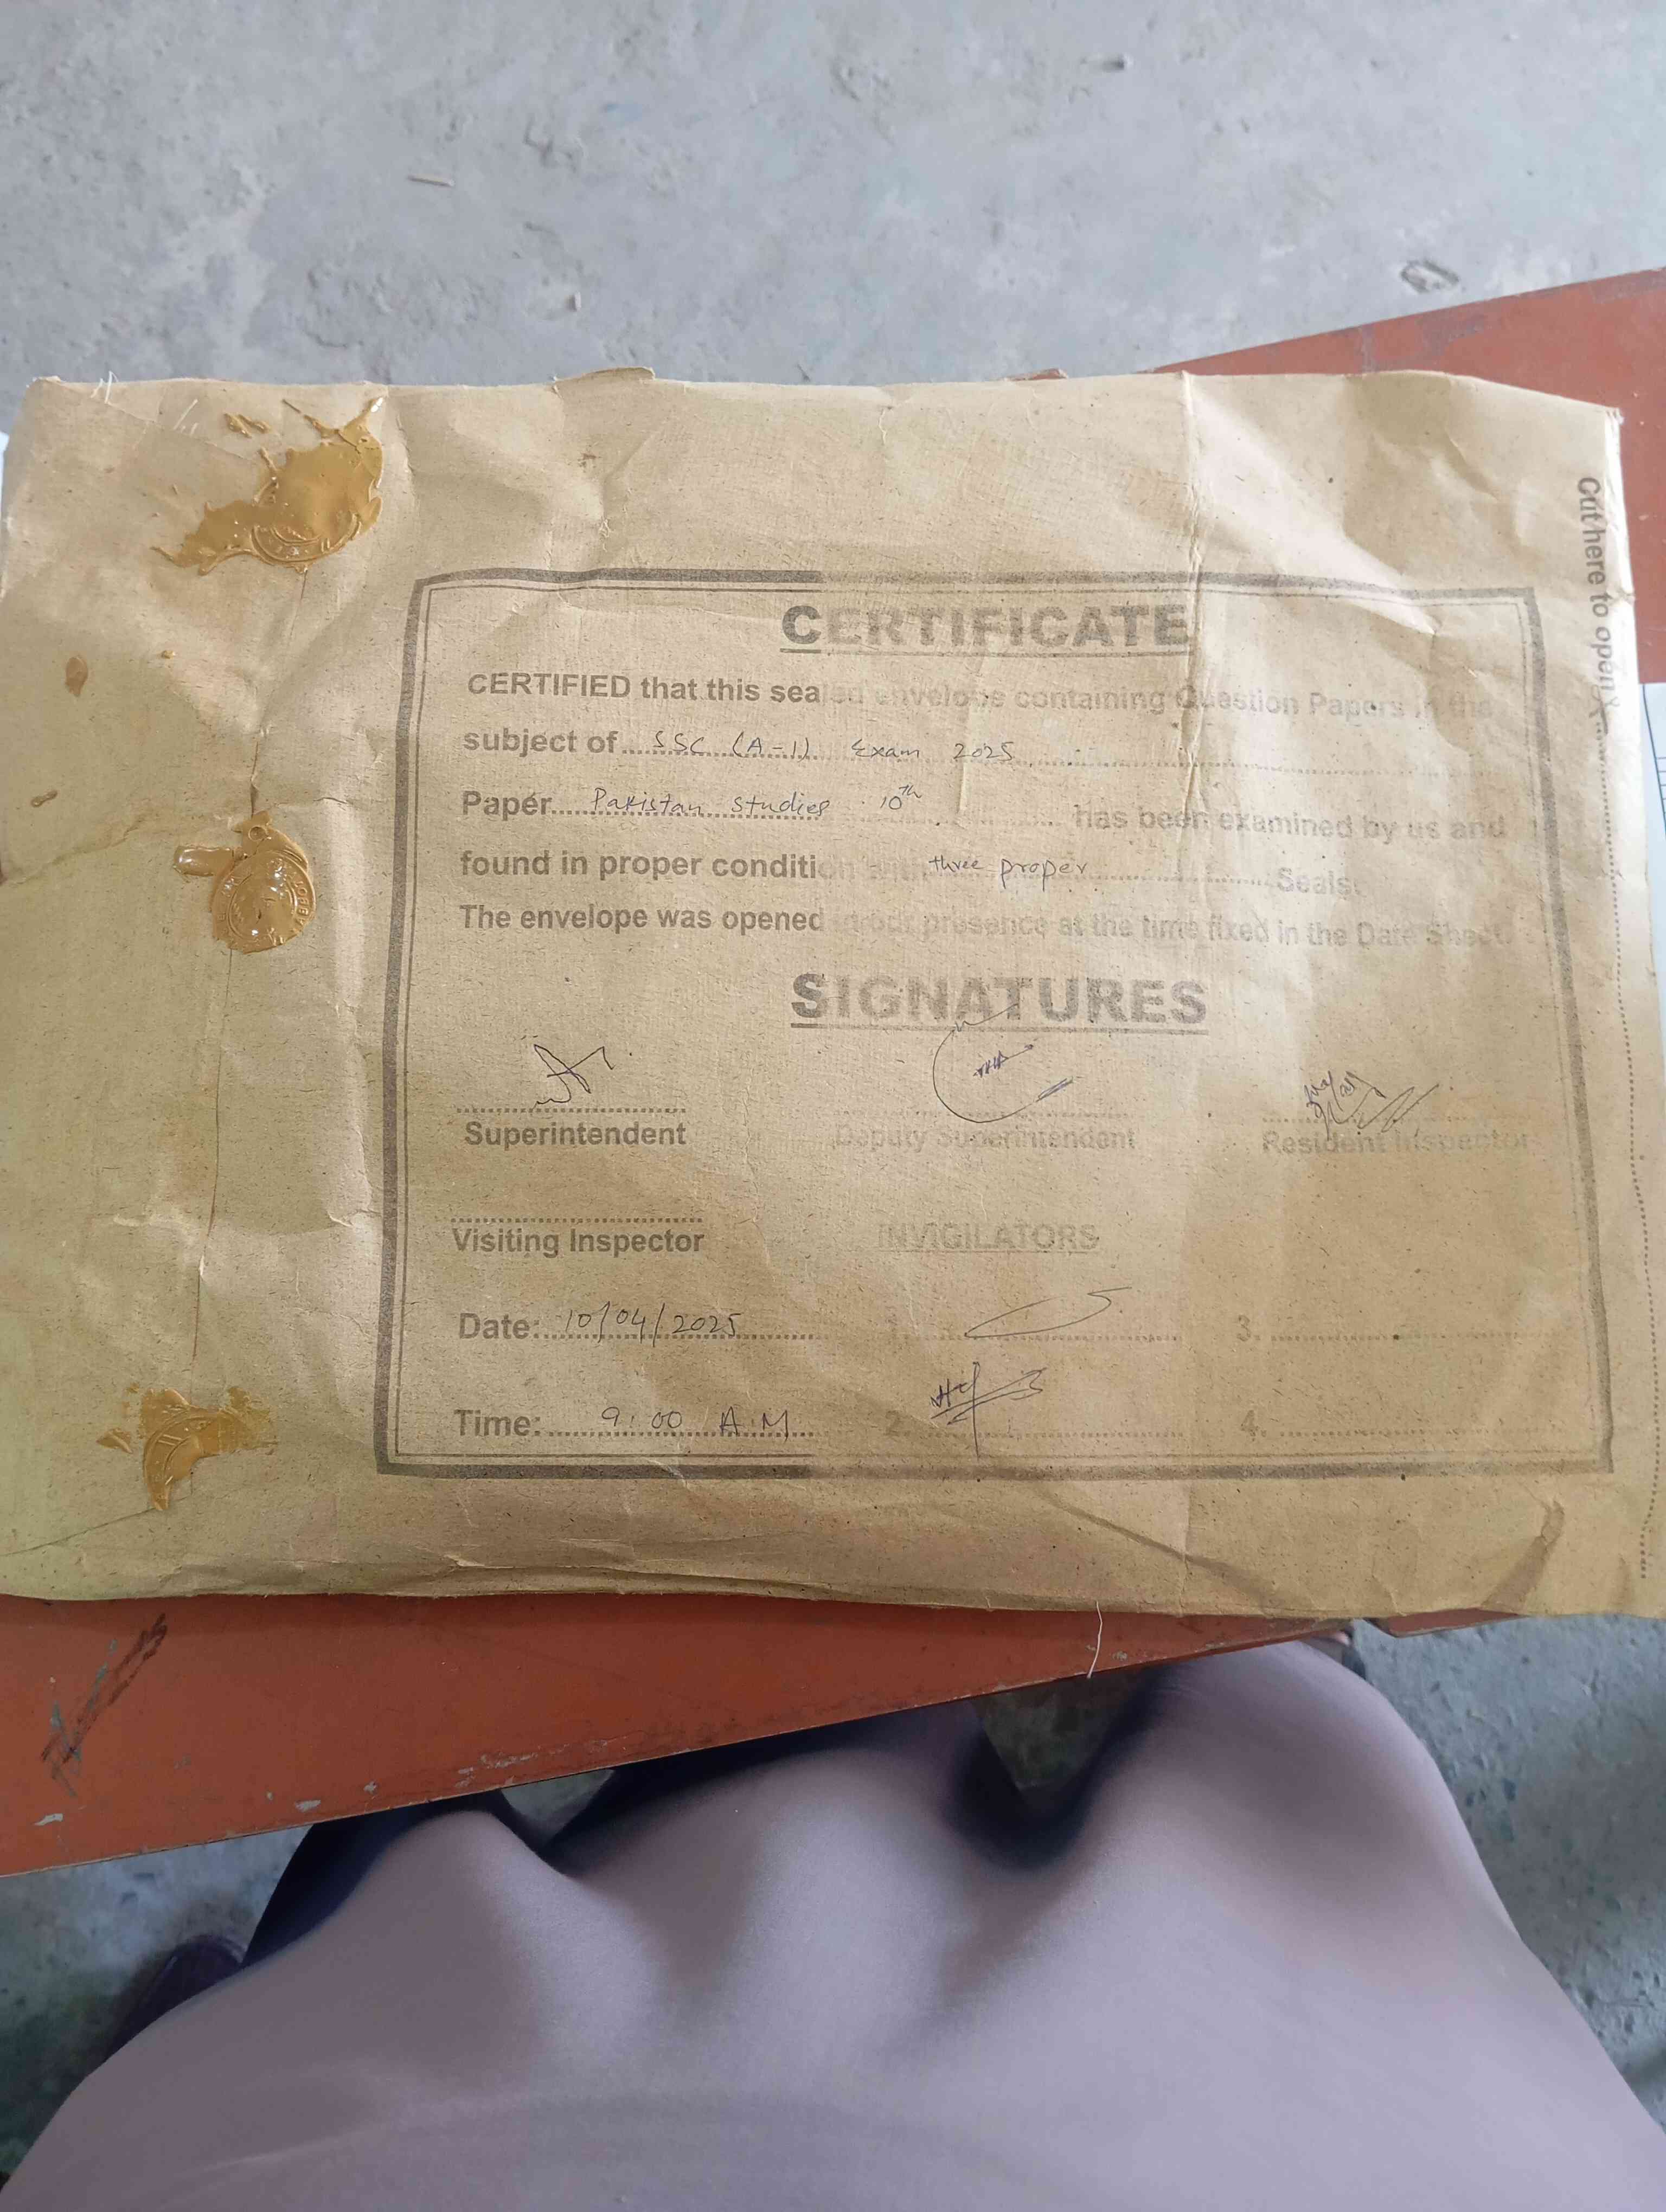 Cut here to open
CERTIFICATE
CERTIFIED that this sealed envelope containing Question Papers in the
subject of SSC (A-1) Exam 2025
Paper Pakistan Studies 10th has been examined by us and
found in proper condition with three proper Seals.
The envelope was opened in our presence at the time fixed in the Date Sheet.
SIGNATURES
Superintendent Deputy Superintendent Resident Inspector
Visiting Inspector INVIGILATORS
Date: 10/04/2025 1. 3.
Time: 9:00 A.M 2. 4.